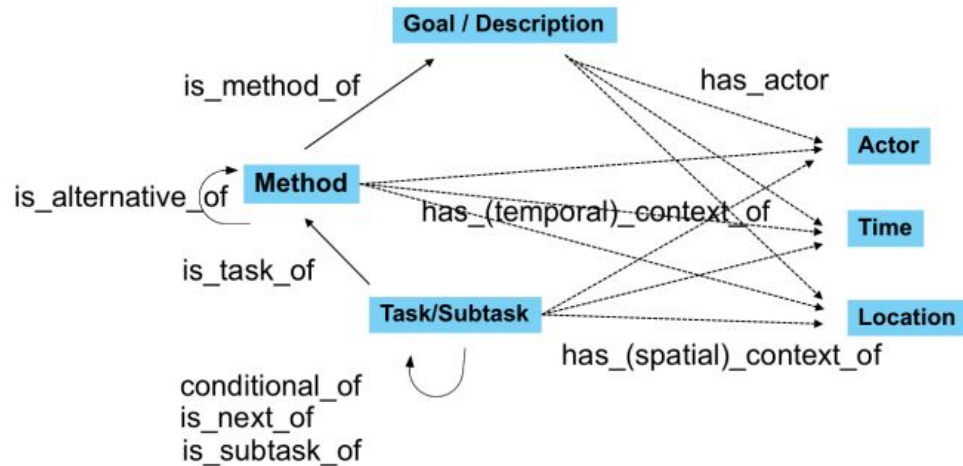 Goal / Description
is_method_of
has_actor
Actor
Method
is_alternative_of
has_(temporal)_context_of
Time
is_task_of
Task/Subtask
Location
has_(spatial)_context_of
conditional_of
is_next_of
is_subtask_of